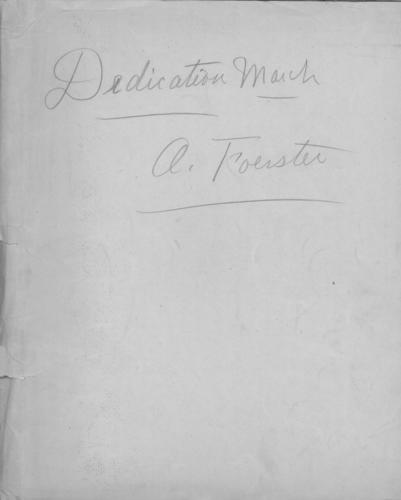 Dedication March
A. Foerster